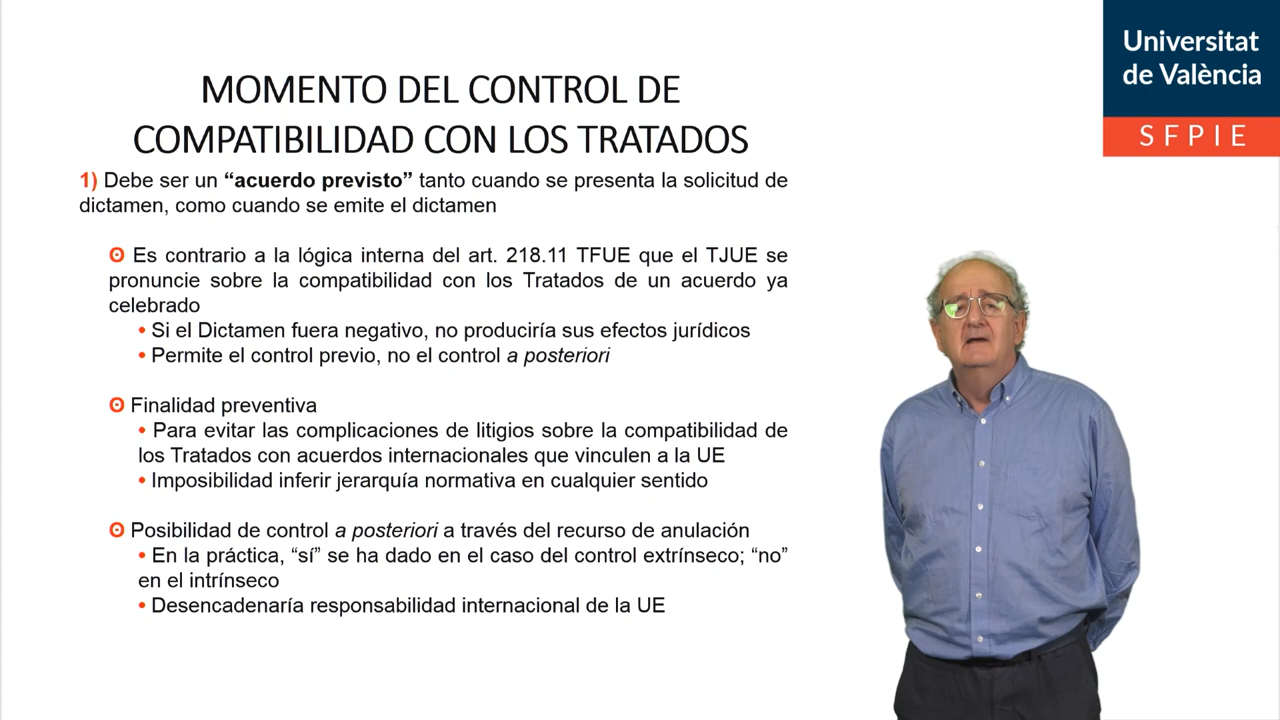 Universitat
de València
SFPIE
MOMENTO DEL CONTROL DE
COMPATIBILIDAD CON LOS TRATADOS
1) Debe ser un “acuerdo previsto” tanto cuando se presenta la solicitud de
dictamen, como cuando se emite el dictamen
ʘ Es contrario a la lógica interna del art. 218.11 TFUE que el TJUE se
pronuncie sobre la compatibilidad con los Tratados de un acuerdo ya
celebrado
• Si el Dictamen fuera negativo, no produciría sus efectos jurídicos
• Permite el control previo, no el control a posteriori
ʘ Finalidad preventiva
• Para evitar las complicaciones de litigios sobre la compatibilidad de
los Tratados con acuerdos internacionales que vinculen a la UE
• Imposibilidad inferir jerarquía normativa en cualquier sentido
ʘ Posibilidad de control a posteriori a través del recurso de anulación
• En la práctica, “sí” se ha dado en el caso del control extrínseco; “no”
en el intrínseco
• Desencadenaría responsabilidad internacional de la UE